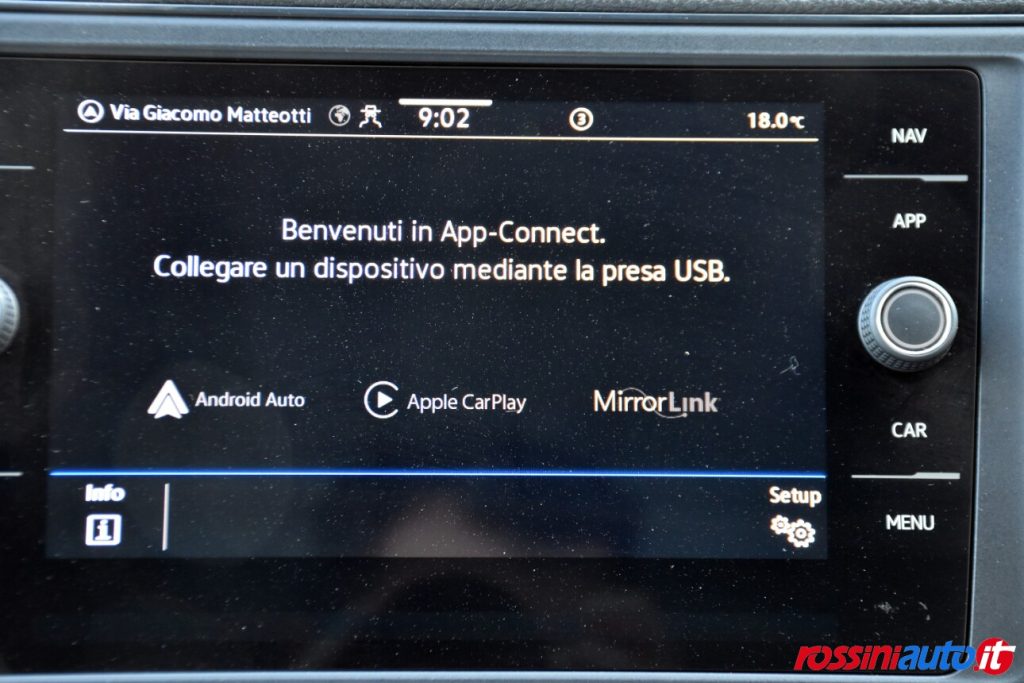 Via Giacomo Matteotti 9:02 3 18.0°C
NAV
APP
Benvenuti in App-Connect.
Collegare un dispositivo mediante la presa USB.
Android Auto Apple CarPlay MirrorLink
CAR
Info Setup
MENU
rossiniauto.it